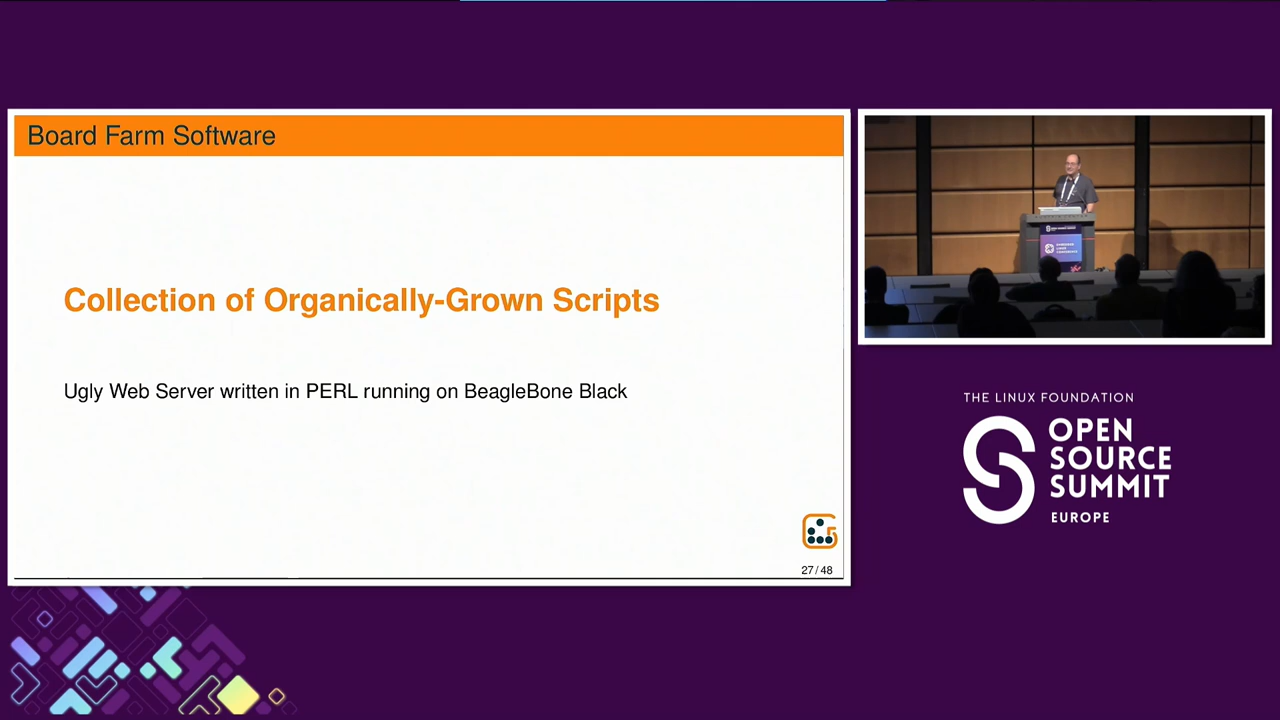 Board Farm Software
Collection of Organically-Grown Scripts
Ugly Web Server written in PERL running on BeagleBone Black
27/48
THE LINUX FOUNDATION
OPEN
SOURCE
SUMMIT
EUROPE